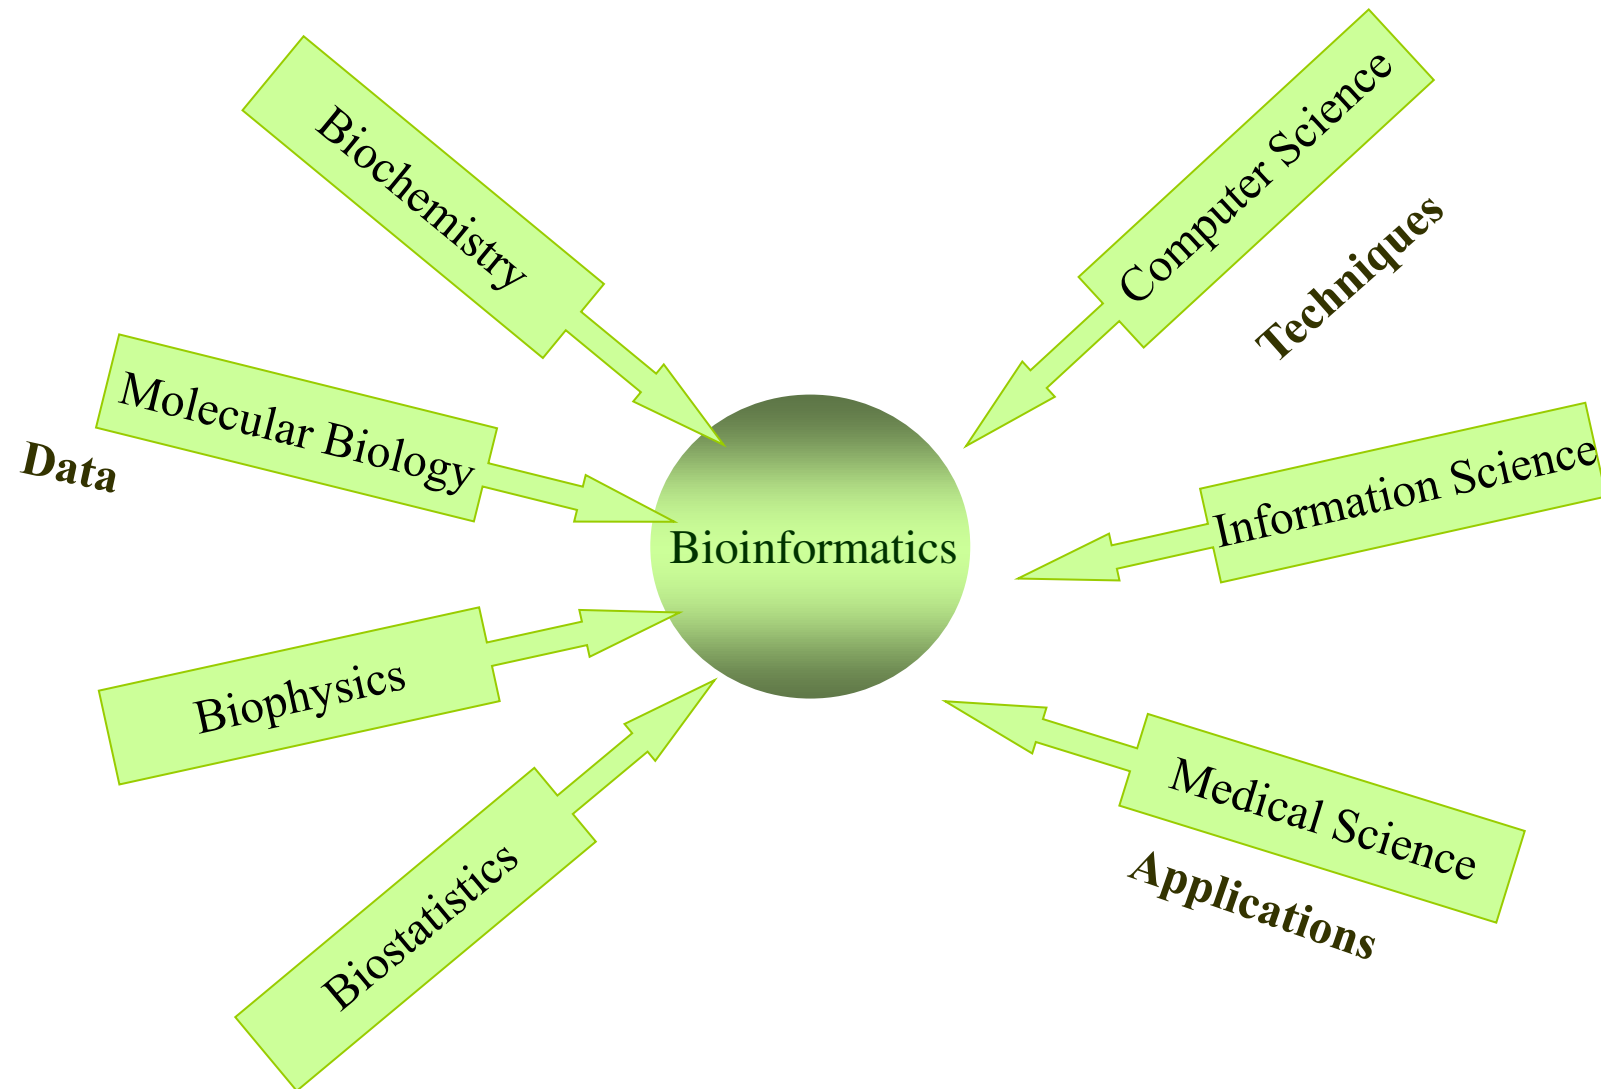 Biochemistry
Computer Science
Techniques
Molecular Biology
Data
Information Science
Bioinformatics
Biophysics
Medical Science
Applications
Biostatistics